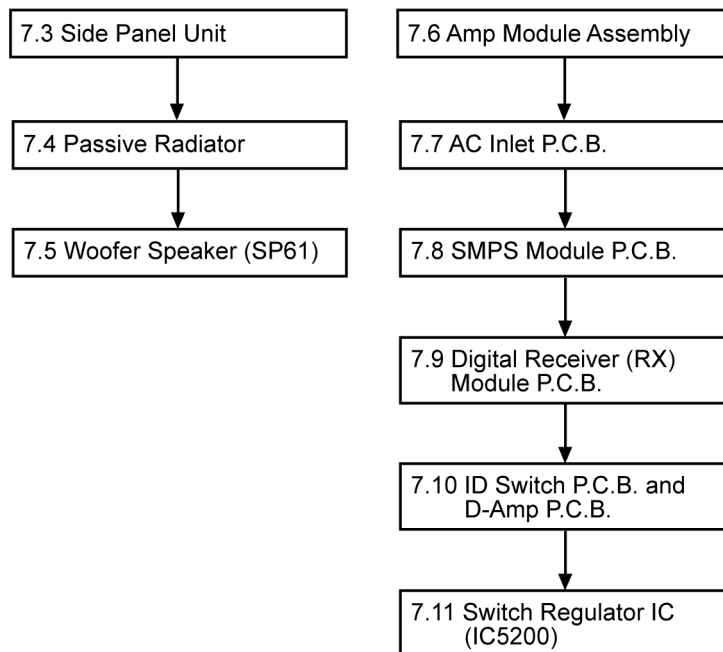 7.3 Side Panel Unit
7.4 Passive Radiator
7.5 Woofer Speaker (SP61)
7.6 Amp Module Assembly
7.7 AC Inlet P.C.B.
7.8 SMPS Module P.C.B.
7.9 Digital Receiver (RX)
Module P.C.B.
7.10 ID Switch P.C.B. and
D-Amp P.C.B.
7.11 Switch Regulator IC
(IC5200)